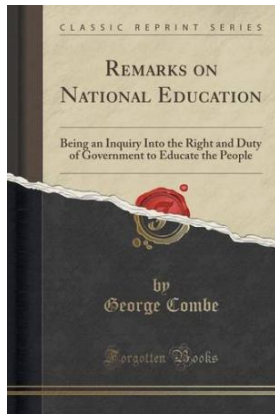 CLASSIC REPRINT SERIES
REMARKS ON
NATIONAL EDUCATION
Being an Inquiry Into the Right and Duty
of Government to Educate the People
by
George Combe
Forgotten Books